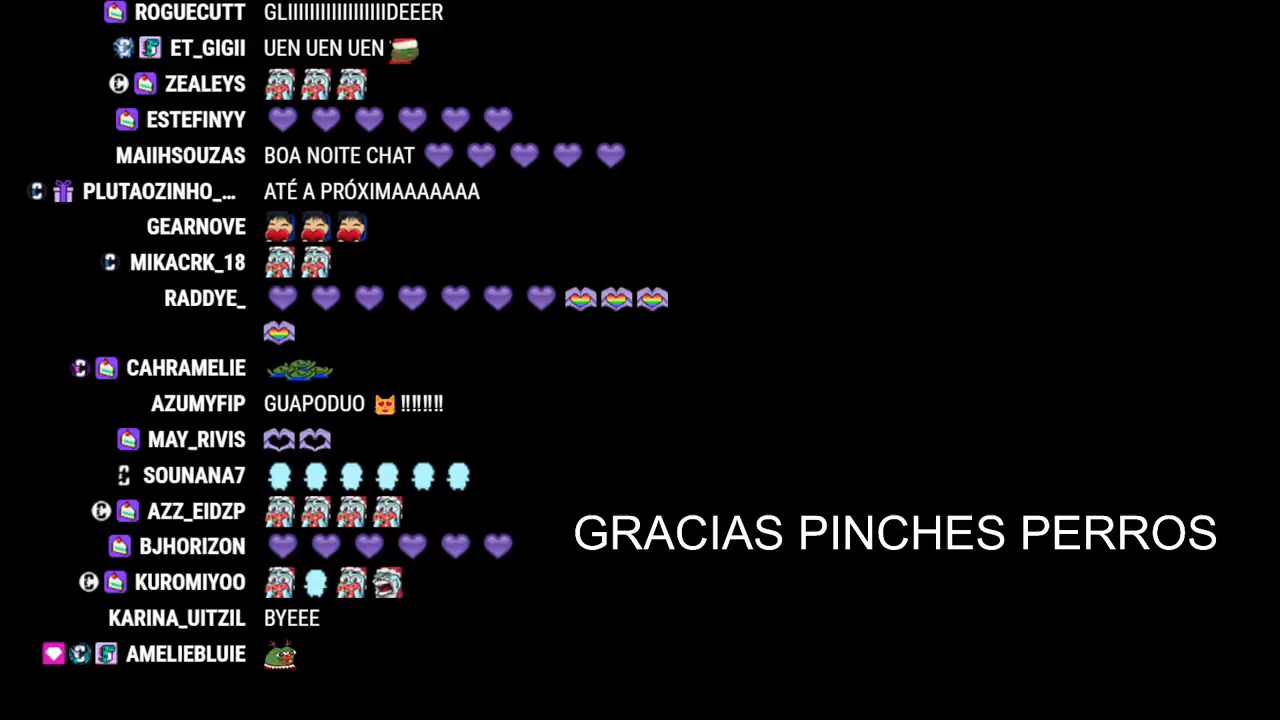 ROGUECUTT GLIIIIIIIIIIIIIIIIIIDEEER
ET_GIGII UEN UEN UEN
ZEALEYS
ESTEFINYY
MAIIHSOUZAS BOA NOITE CHAT
PLUTAOZINHO_... ATÉ A PRÓXIMAAAAAAA
GEARNOVE
MIKACRK_18
RADDYE_
CAHRAMELIE
AZUMYFIP GUAPODUO !!!!!!!!
MAY_RIVIS
SOUNANA7
AZZ_EIDZP
BJHORIZON
GRACIAS PINCHES PERROS
KUROMIYOO
KARINA_UITZIL BYEEE
AMELIEBLUIE